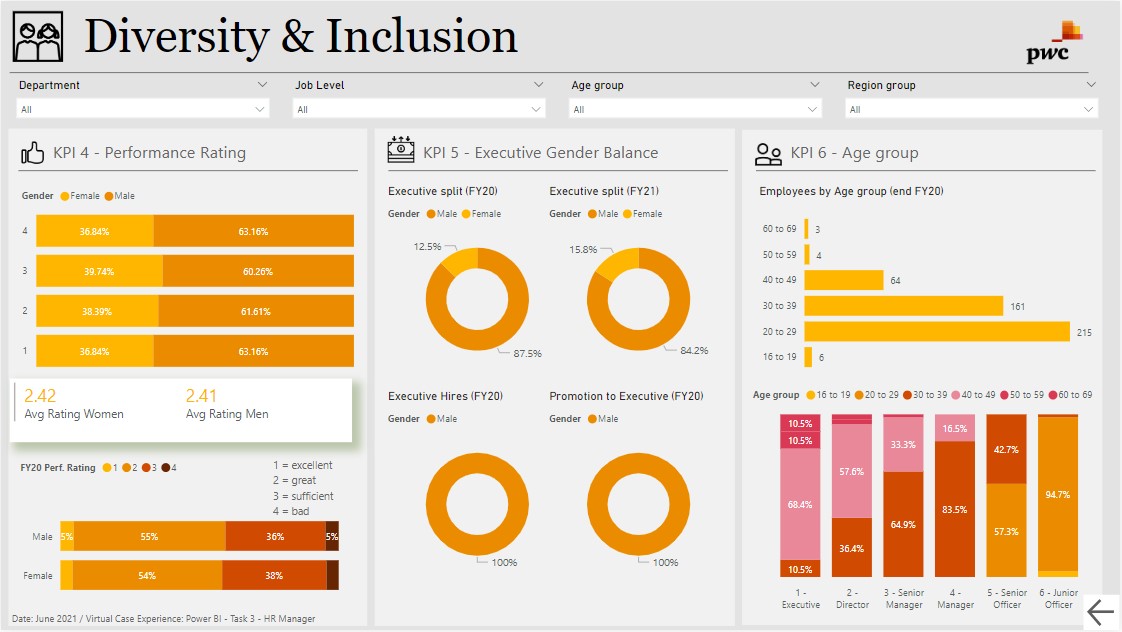 Diversity & Inclusion
pwc
Department
Job Level
Age group
Region group
All
All
All
All
KPI 4 - Performance Rating
Gender Female Male
4 36.84% 63.16%
3 39.74% 60.26%
2 38.39% 61.61%
1 36.84% 63.16%
2.42
Avg Rating Women
2.41
Avg Rating Men
FY20 Perf. Rating 1 2 3 4
1 = excellent
2 = great
3 = sufficient
4 = bad
Male 5% 55% 36% 5%
Female 54% 38%
Date: June 2021 / Virtual Case Experience: Power BI - Task 3 - HR Manager
KPI 5 - Executive Gender Balance
Executive split (FY20)
Gender Male Female
12.5%
87.5%
Executive split (FY21)
Gender Male Female
15.8%
84.2%
Executive Hires (FY20)
Gender Male
100%
Promotion to Executive (FY20)
Gender Male
100%
KPI 6 - Age group
Employees by Age group (end FY20)
60 to 69 3
50 to 59 4
40 to 49 64
30 to 39 161
20 to 29 215
16 to 19 6
Age group 16 to 19 20 to 29 30 to 39 40 to 49 50 to 59 60 to 69
10.5%
10.5%
68.4%
10.5%
57.6%
36.4%
33.3%
64.9%
16.5%
83.5%
42.7%
57.3%
94.7%
1 -
Executive
2 -
Director
3 - Senior
Manager
4 -
Manager
5 - Senior
Officer
6 - Junior
Officer